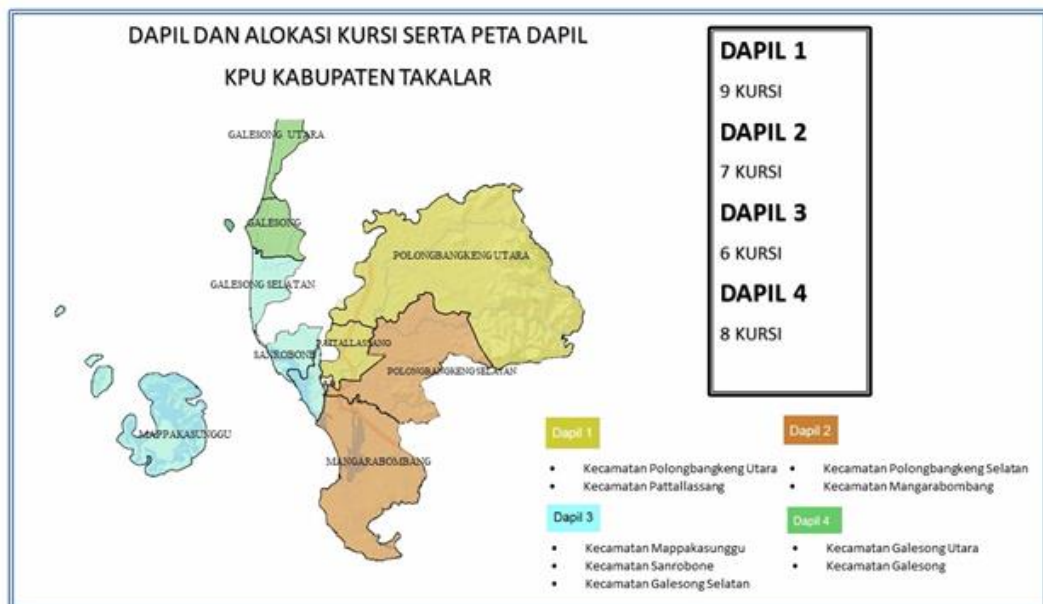 DAPIL DAN ALOKASI KURSI SERTA PETA DAPIL
KPU KABUPATEN TAKALAR
DAPIL 1
9 KURSI
DAPIL 2
7 KURSI
DAPIL 3
6 KURSI
DAPIL 4
8 KURSI
GALESONG UTARA
GALESONG
POLONGBANGKENG UTARA
GALESONG SELATAN
PATTALLASSANG
SANROBONE
POLONGBANGKENG SELATAN
MAPPAKASUNGGU
MANGARABOMBANG
Dapil 1
• Kecamatan Polongbangkeng Utara
• Kecamatan Pattallassang
Dapil 2
• Kecamatan Polongbangkeng Selatan
• Kecamatan Mangarabombang
Dapil 3
• Kecamatan Mappakasunggu
• Kecamatan Sanrobone
• Kecamatan Galesong Selatan
Dapil 4
• Kecamatan Galesong Utara
• Kecamatan Galesong